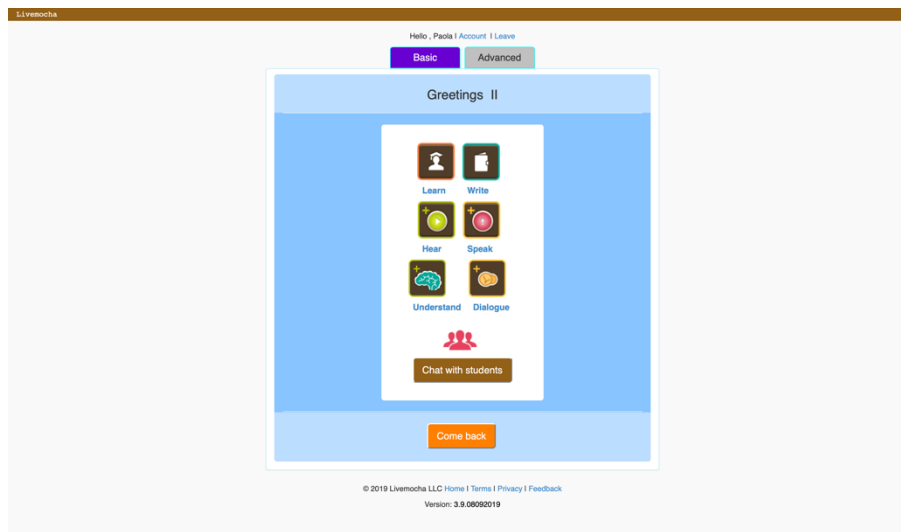 Livemocha
Hello , Paola I Account I Leave
Basic Advanced
Greetings II
Learn Write
Hear Speak
Understand Dialogue
Chat with students
Come back
© 2019 Livemocha LLC Home I Terms I Privacy I Feedback
Version: 3.9.08092019